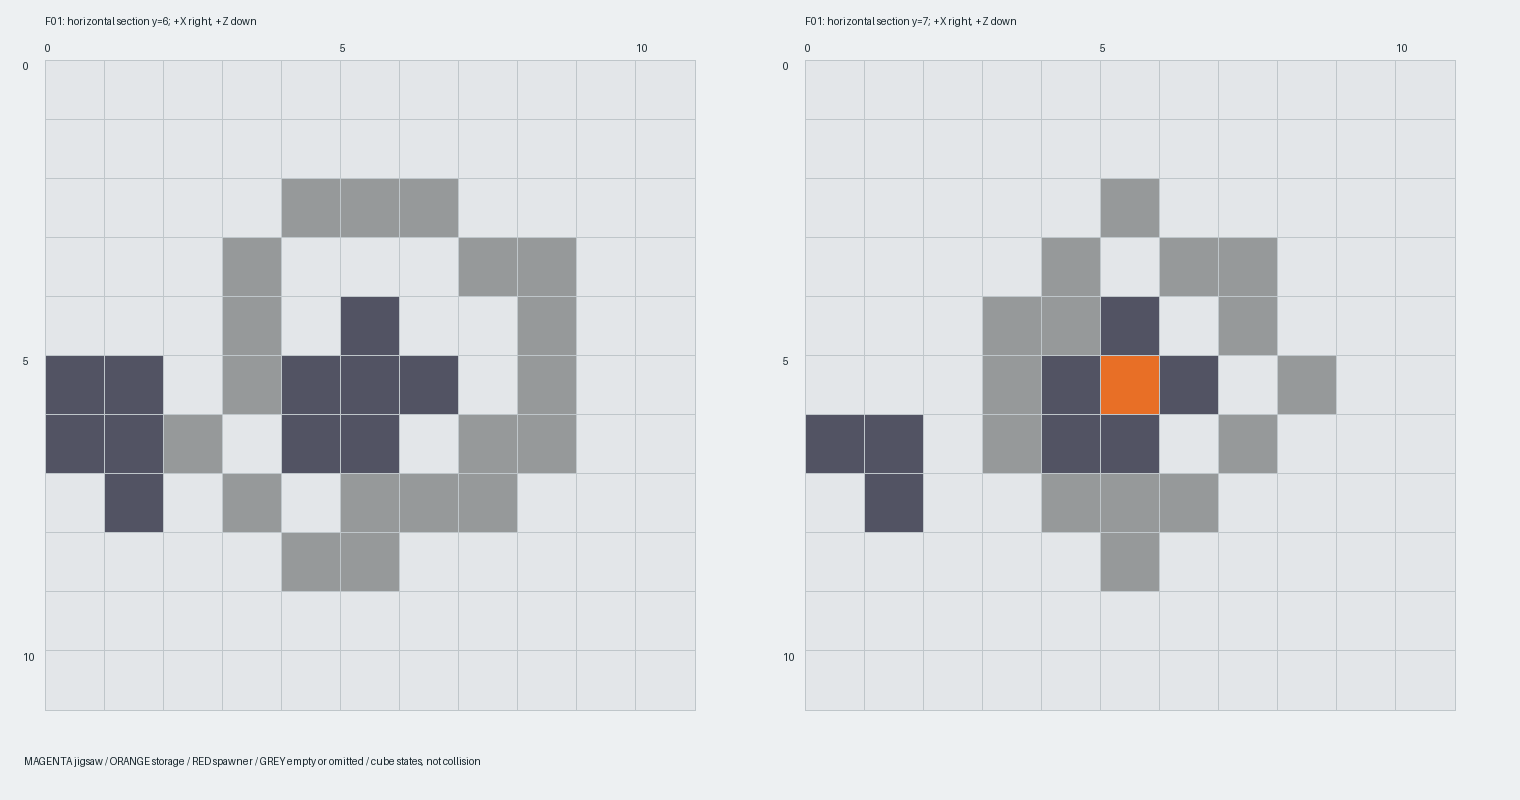 F01: horizontal section y=6; +X right, +Z down
F01: horizontal section y=7; +X right, +Z down
0 5 10
0 5 10
0
0
5
5
10
10
MAGENTA jigsaw / ORANGE storage / RED spawner / GREY empty or omitted / cube states, not collision